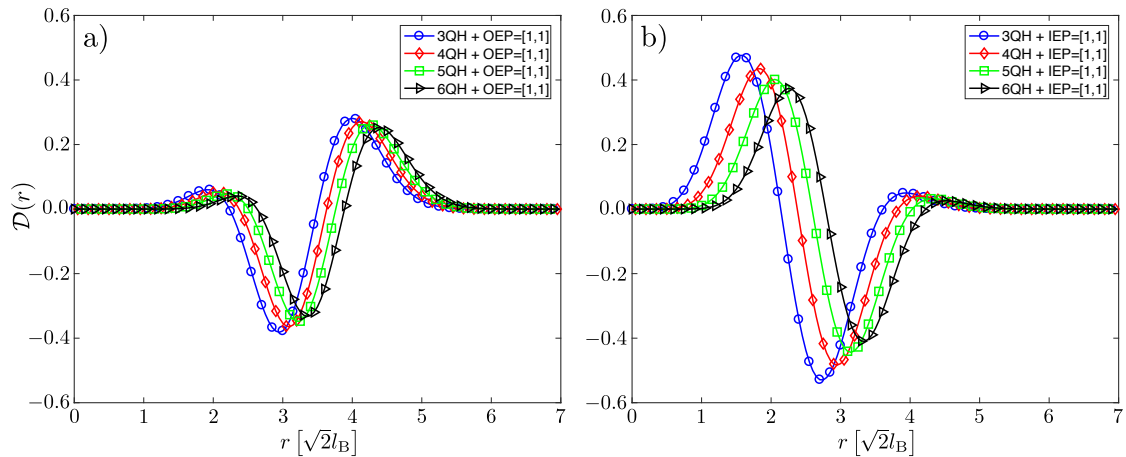 a)
3QH + OEP=[1,1]
4QH + OEP=[1,1]
5QH + OEP=[1,1]
6QH + OEP=[1,1]
0.6
0.4
0.2
0.0
−0.2
−0.4
−0.6
𝒟(r)
0 1 2 3 4 5 6 7
r [√2l_B]
b)
3QH + IEP=[1,1]
4QH + IEP=[1,1]
5QH + IEP=[1,1]
6QH + IEP=[1,1]
0.6
0.4
0.2
0.0
−0.2
−0.4
−0.6
0 1 2 3 4 5 6 7
r [√2l_B]